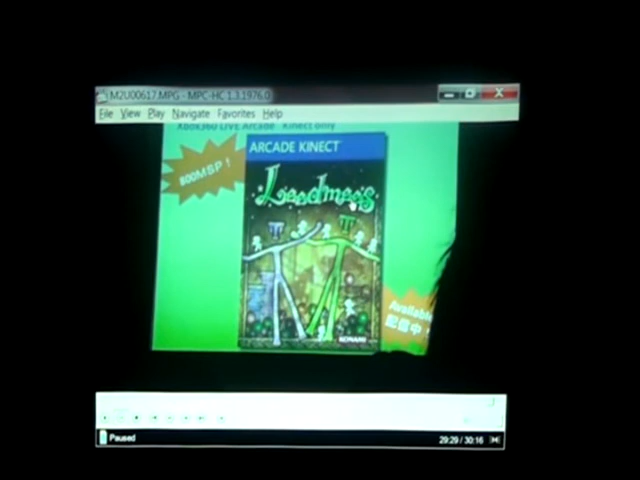 M2U00617.MPG - MPC-HC 1.3.1976.0
File View Play Navigate Favorites Help
Xbox360 LIVE Arcade Kinect only
800MSP!
ARCADE KINECT
Leedmees
Available
配信中
KONAMI
Paused
29:29 / 30:16